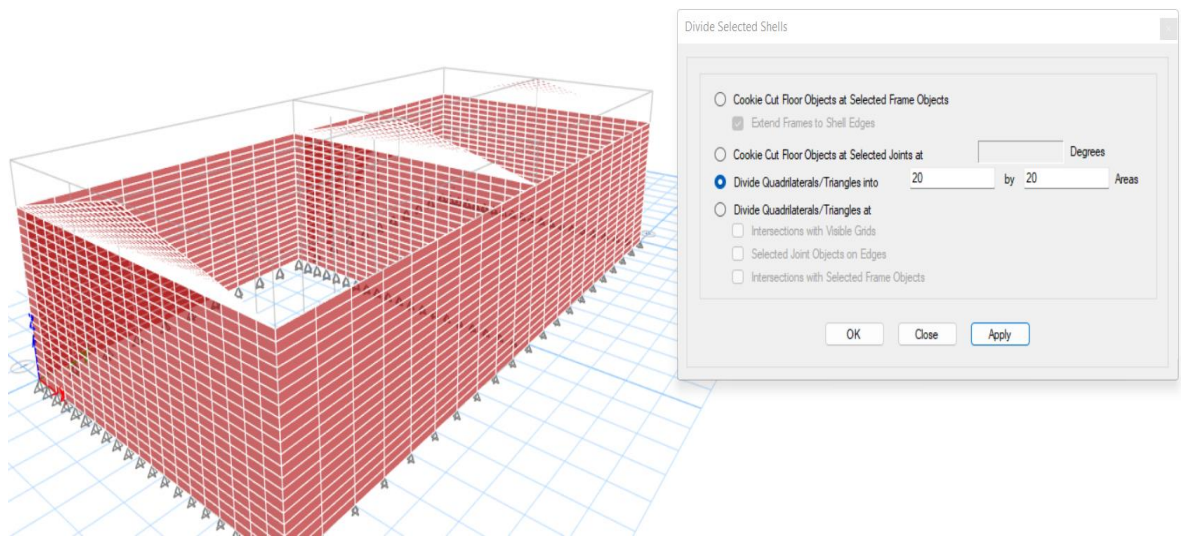 Divide Selected Shells
Cookie Cut Floor Objects at Selected Frame Objects
Extend Frames to Shell Edges
Cookie Cut Floor Objects at Selected Joints at Degrees
Divide Quadrilaterals/Triangles into 20 by 20 Areas
Divide Quadrilaterals/Triangles at
Intersections with Visible Grids
Selected Joint Objects on Edges
Intersections with Selected Frame Objects
OK Close Apply